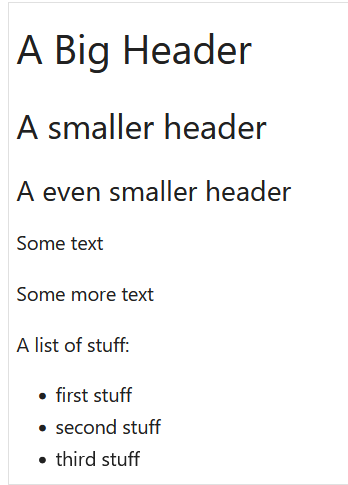 A Big Header
A smaller header
A even smaller header
Some text
Some more text
A list of stuff:
• first stuff
• second stuff
• third stuff